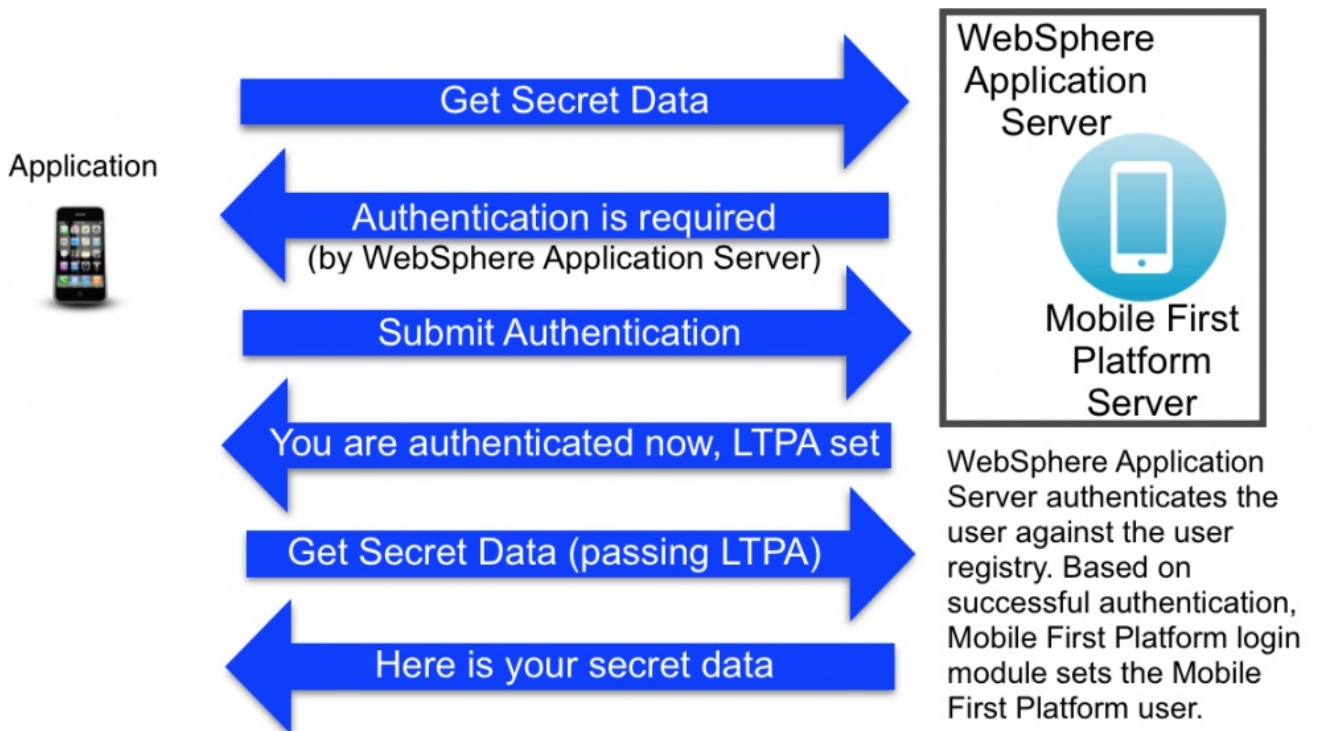 Application
Get Secret Data
Authentication is required
(by WebSphere Application Server)
Submit Authentication
You are authenticated now, LTPA set
Get Secret Data (passing LTPA)
Here is your secret data
WebSphere
Application
Server
Mobile First
Platform
Server
WebSphere Application
Server authenticates the
user against the user
registry. Based on
successful authentication,
Mobile First Platform login
module sets the Mobile
First Platform user.